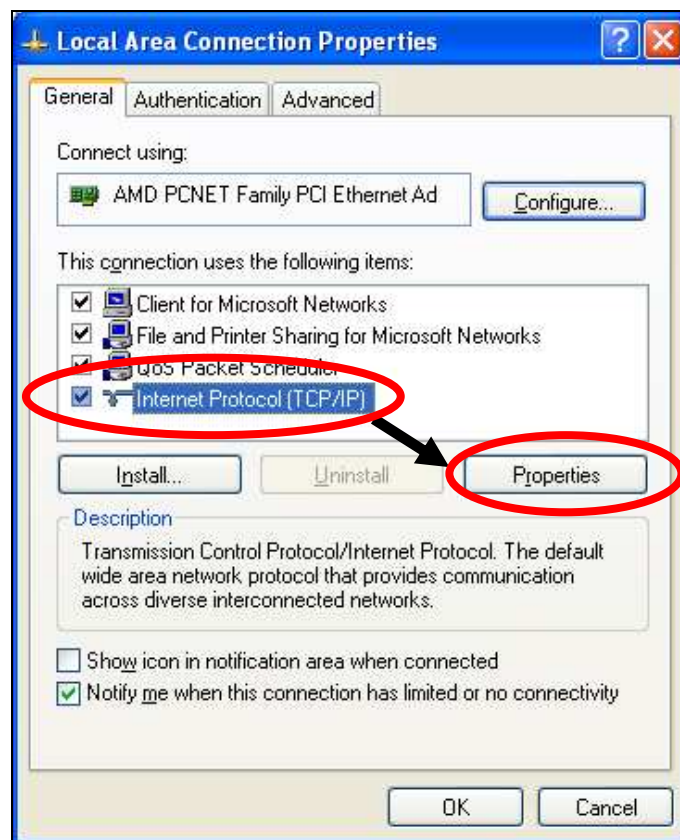 Local Area Connection Properties
General Authentication Advanced
Connect using:
AMD PCNET Family PCI Ethernet Ad
Configure...
This connection uses the following items:
Client for Microsoft Networks
File and Printer Sharing for Microsoft Networks
QoS Packet Scheduler
Internet Protocol (TCP/IP)
Install... Uninstall Properties
Description
Transmission Control Protocol/Internet Protocol. The default
wide area network protocol that provides communication
across diverse interconnected networks.
Show icon in notification area when connected
Notify me when this connection has limited or no connectivity
OK Cancel